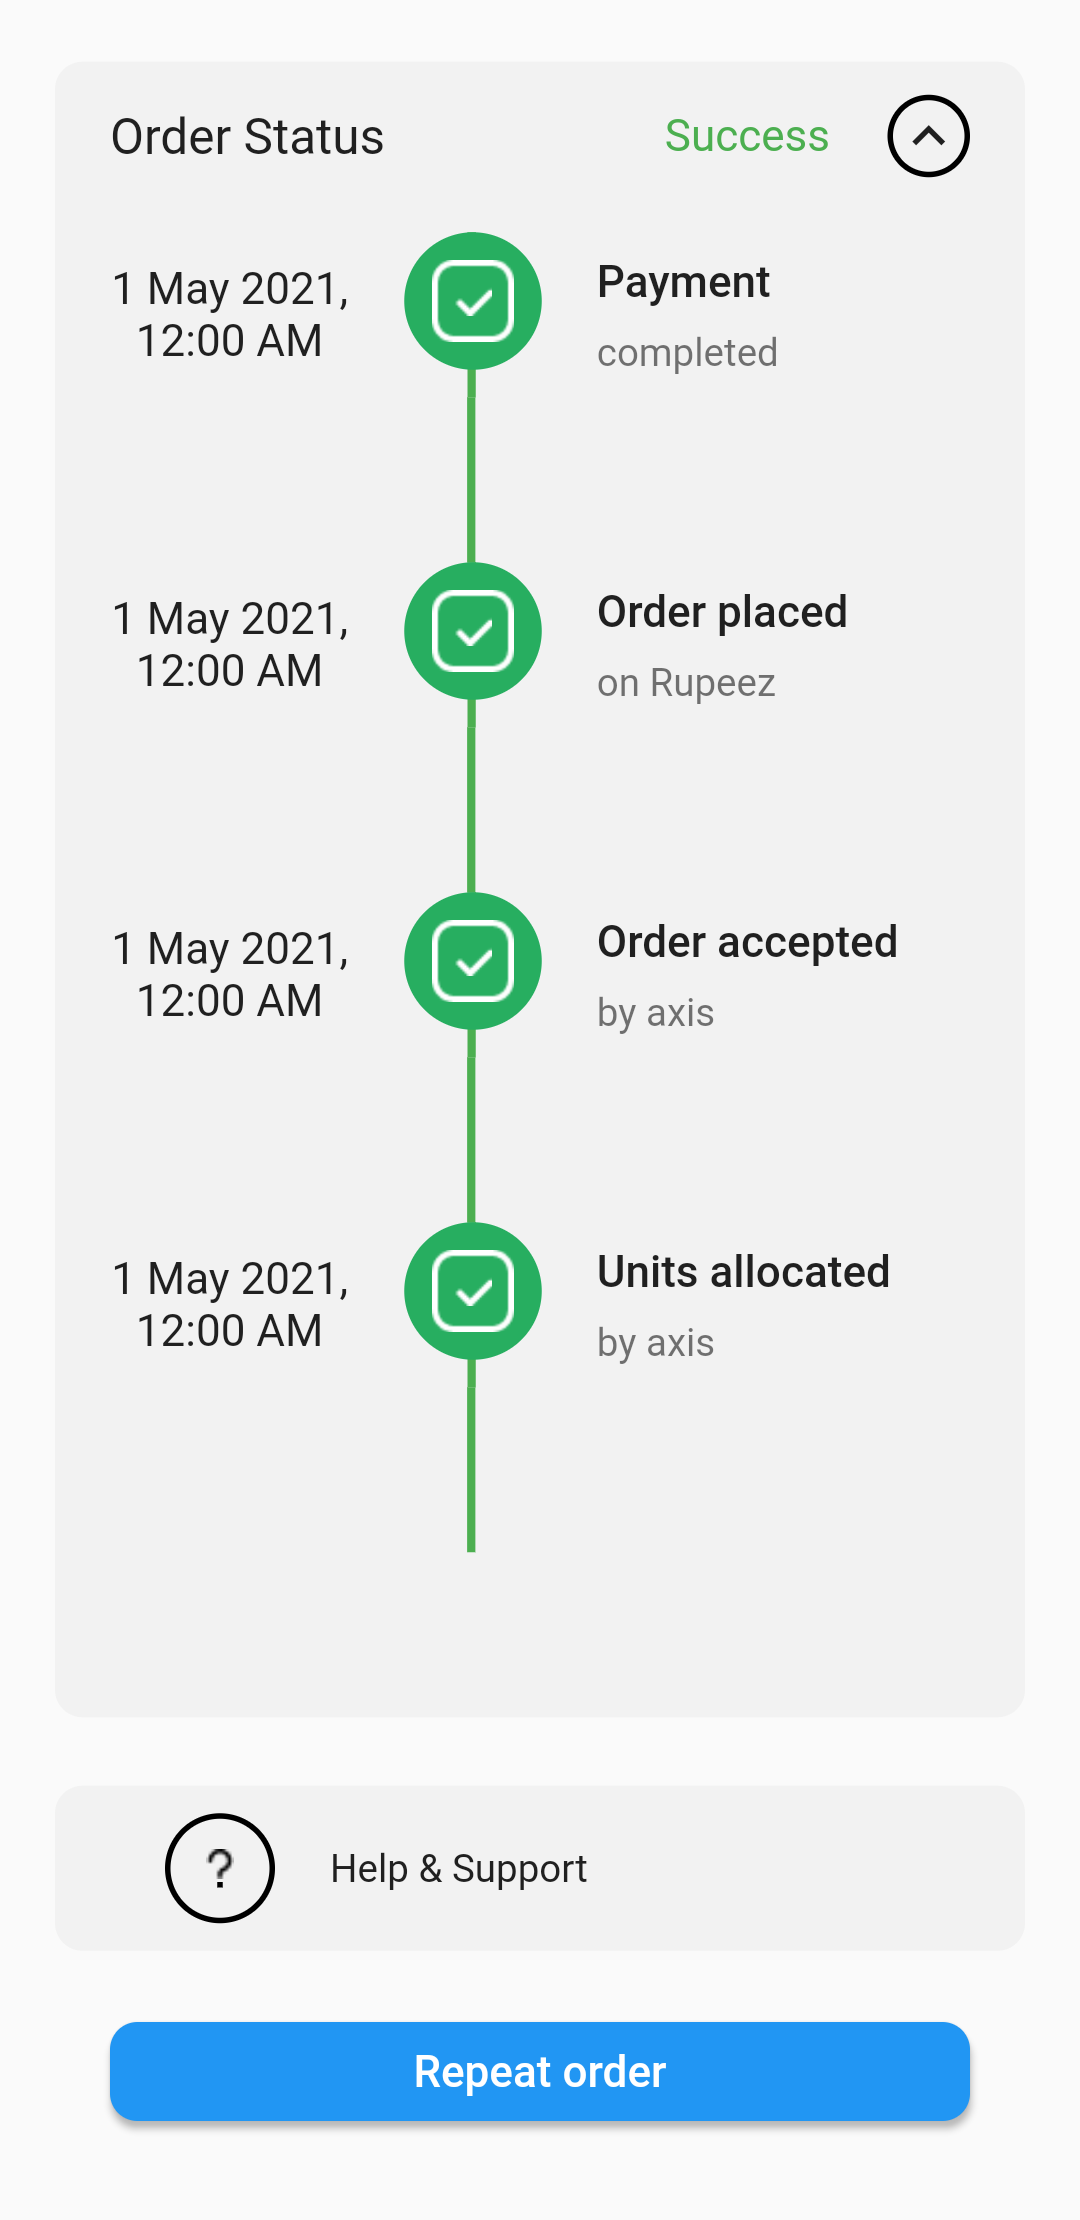 Order Status
Success
1 May 2021,
12:00 AM
Payment
completed
1 May 2021,
12:00 AM
Order placed
on Rupeez
1 May 2021,
12:00 AM
Order accepted
by axis
1 May 2021,
12:00 AM
Units allocated
by axis
?
Help & Support
Repeat order